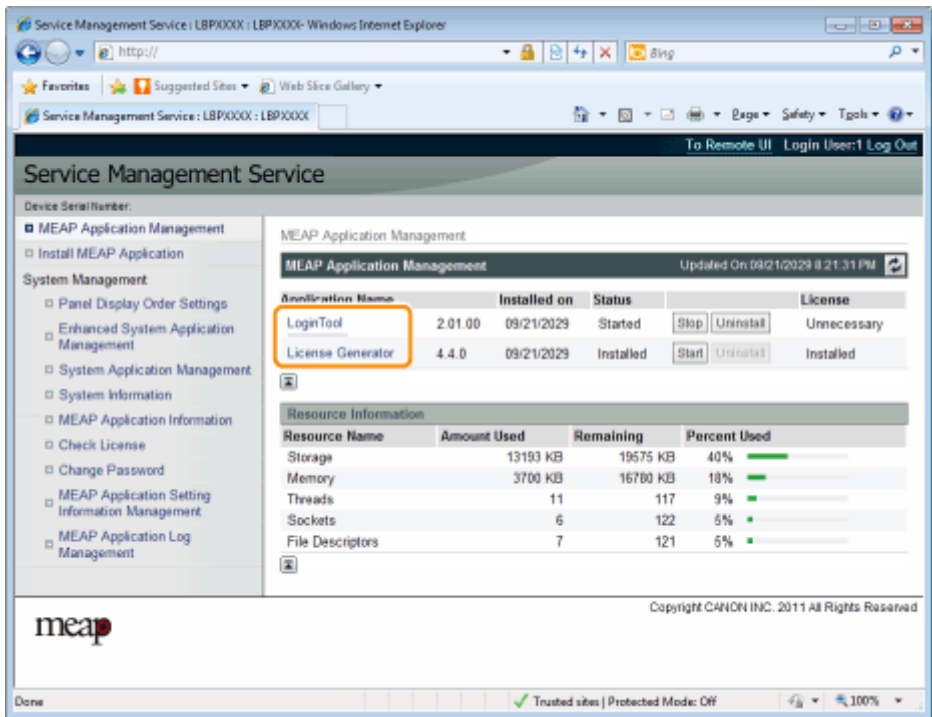 Service Management Service : LBPXXXX : LBPXXXX- Windows Internet Explorer
http://
Bing
Favorites Suggested Sites Web Slice Gallery
Service Management Service : LBPXXXX : LBPXXXX
Page Safety Tools
To Remote UI Login User:1 Log Out
Service Management Service
Device Serial Number:
MEAP Application Management
Install MEAP Application
System Management
Panel Display Order Settings
Enhanced System Application
Management
System Application Management
System Information
MEAP Application Information
Check License
Change Password
MEAP Application Setting
Information Management
MEAP Application Log
Management
MEAP Application Management
MEAP Application Management Updated On:09/21/2029 8:21:31 PM
Application Name Installed on Status License
LoginTool 2.01.00 09/21/2029 Started Stop Uninstall Unnecessary
License Generator 4.4.0 09/21/2029 Installed Start Uninstall Installed
Resource Information
Resource Name Amount Used Remaining Percent Used
Storage 13193 KB 19575 KB 40%
Memory 3700 KB 16780 KB 18%
Threads 11 117 9%
Sockets 6 122 5%
File Descriptors 7 121 5%
Copyright CANON INC. 2011 All Rights Reserved
meap
Done Trusted sites | Protected Mode: Off 100%